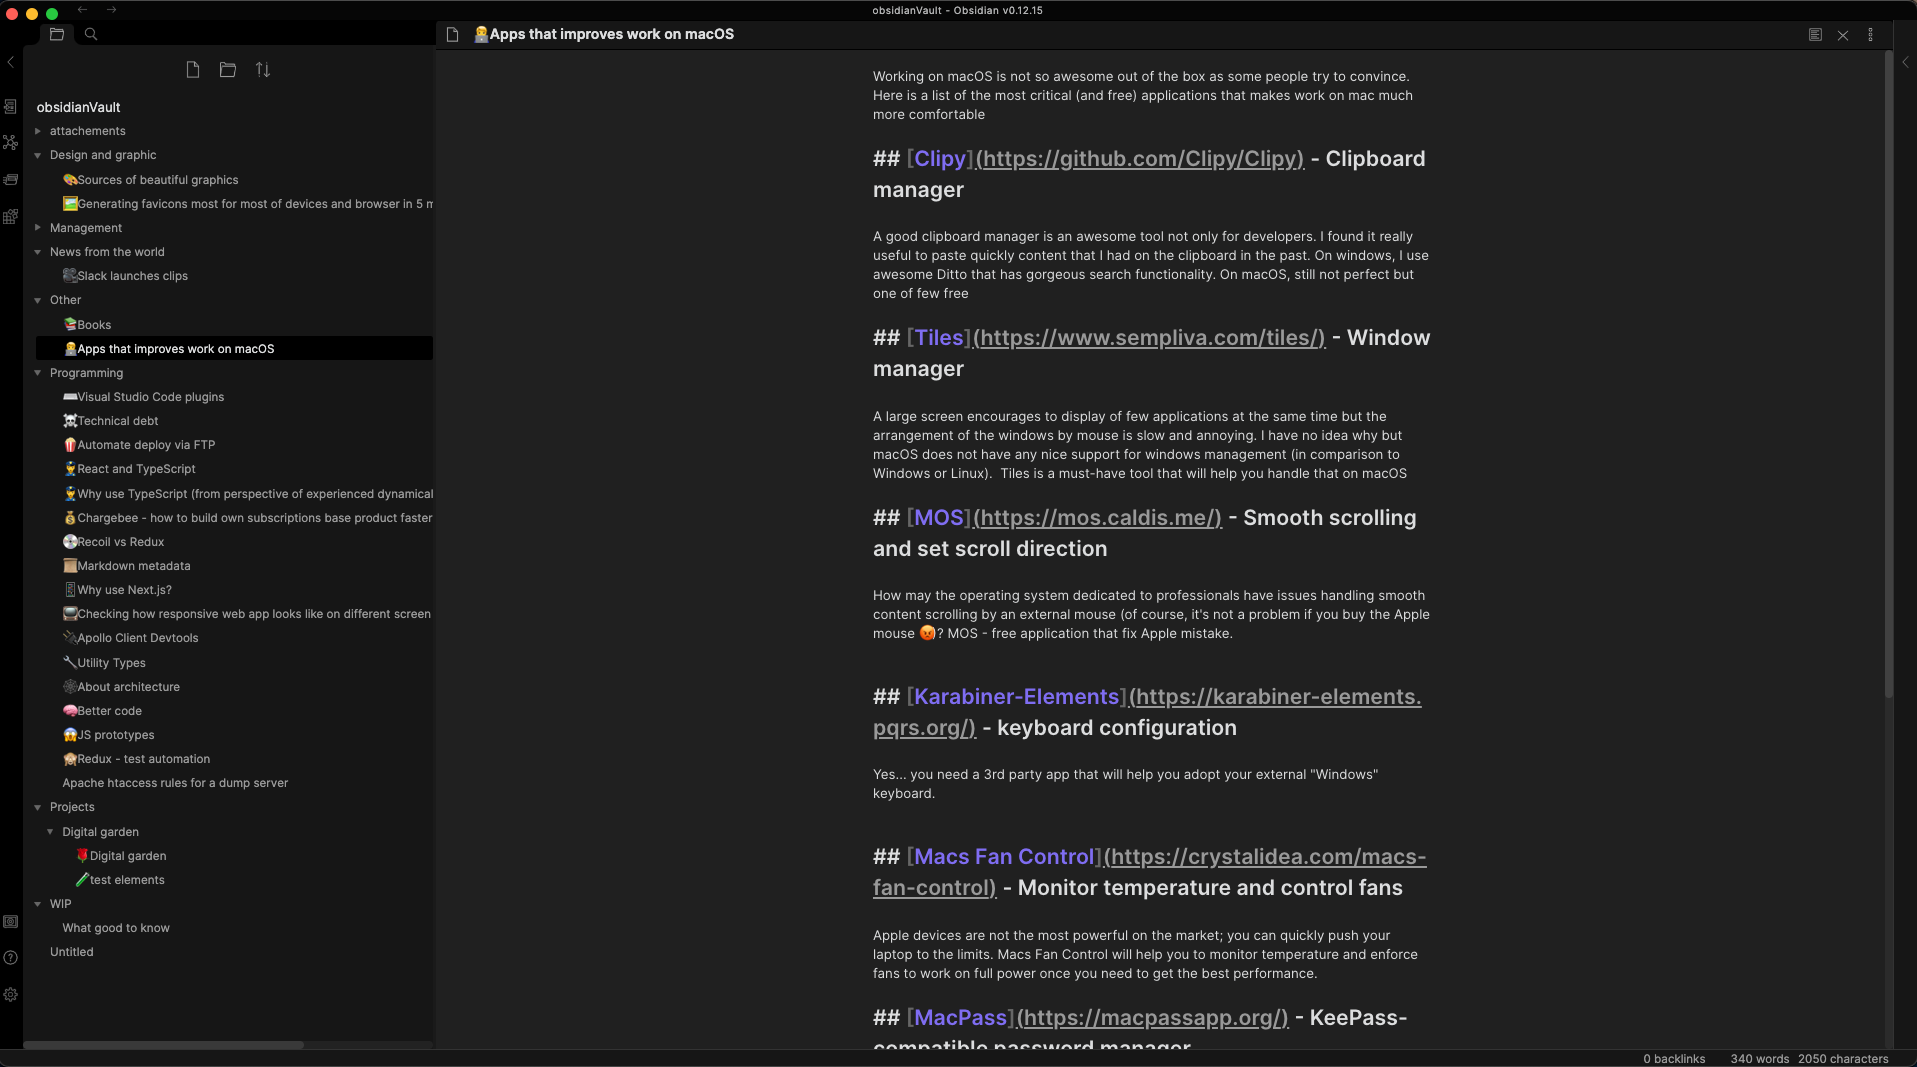 obsidianVault - Obsidian v0.12.15
Apps that improves work on macOS
obsidianVault
attachements
Design and graphic
Sources of beautiful graphics
Generating favicons most for most of devices and browser in 5 m
Management
News from the world
Slack launches clips
Other
Books
Apps that improves work on macOS
Programming
Visual Studio Code plugins
Technical debt
Automate deploy via FTP
React and TypeScript
Why use TypeScript (from perspective of experienced dynamical
Chargebee - how to build own subscriptions base product faster
Recoil vs Redux
Markdown metadata
Why use Next.js?
Checking how responsive web app looks like on different screen
Apollo Client Devtools
Utility Types
About architecture
Better code
JS prototypes
Redux - test automation
Apache htaccess rules for a dump server
Projects
Digital garden
Digital garden
test elements
WIP
What good to know
Untitled
Working on macOS is not so awesome out of the box as some people try to convince.
Here is a list of the most critical (and free) applications that makes work on mac much
more comfortable
## [Clipy](https://github.com/Clipy/Clipy) - Clipboard
manager
A good clipboard manager is an awesome tool not only for developers. I found it really
useful to paste quickly content that I had on the clipboard in the past. On windows, I use
awesome Ditto that has gorgeous search functionality. On macOS, still not perfect but
one of few free
## [Tiles](https://www.sempliva.com/tiles/) - Window
manager
A large screen encourages to display of few applications at the same time but the
arrangement of the windows by mouse is slow and annoying. I have no idea why but
macOS does not have any nice support for windows management (in comparison to
Windows or Linux).  Tiles is a must-have tool that will help you handle that on macOS
## [MOS](https://mos.caldis.me/) - Smooth scrolling
and set scroll direction
How may the operating system dedicated to professionals have issues handling smooth
content scrolling by an external mouse (of course, it's not a problem if you buy the Apple
mouse 😡? MOS - free application that fix Apple mistake.
## [Karabiner-Elements](https://karabiner-elements.
pqrs.org/) - keyboard configuration
Yes... you need a 3rd party app that will help you adopt your external "Windows"
keyboard.
## [Macs Fan Control](https://crystalidea.com/macs-
fan-control) - Monitor temperature and control fans
Apple devices are not the most powerful on the market; you can quickly push your
laptop to the limits. Macs Fan Control will help you to monitor temperature and enforce
fans to work on full power once you need to get the best performance.
## [MacPass](https://macpassapp.org/) - KeePass-
compatible password manager
0 backlinks 340 words 2050 characters